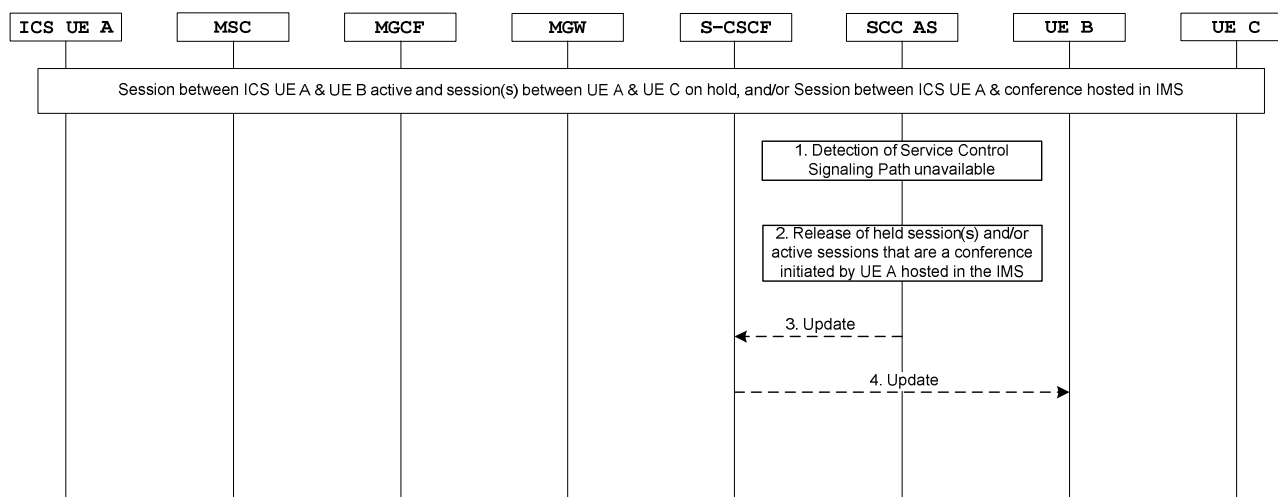 ICS UE A
MSC
MGCF
MGW
S-CSCF
SCC AS
UE B
UE C
Session between ICS UE A & UE B active and session(s) between UE A & UE C on hold, and/or Session between ICS UE A & conference hosted in IMS
1. Detection of Service Control
Signaling Path unavailable
2. Release of held session(s) and/or
active sessions that are a conference
initiated by UE A hosted in the IMS
3. Update
4. Update